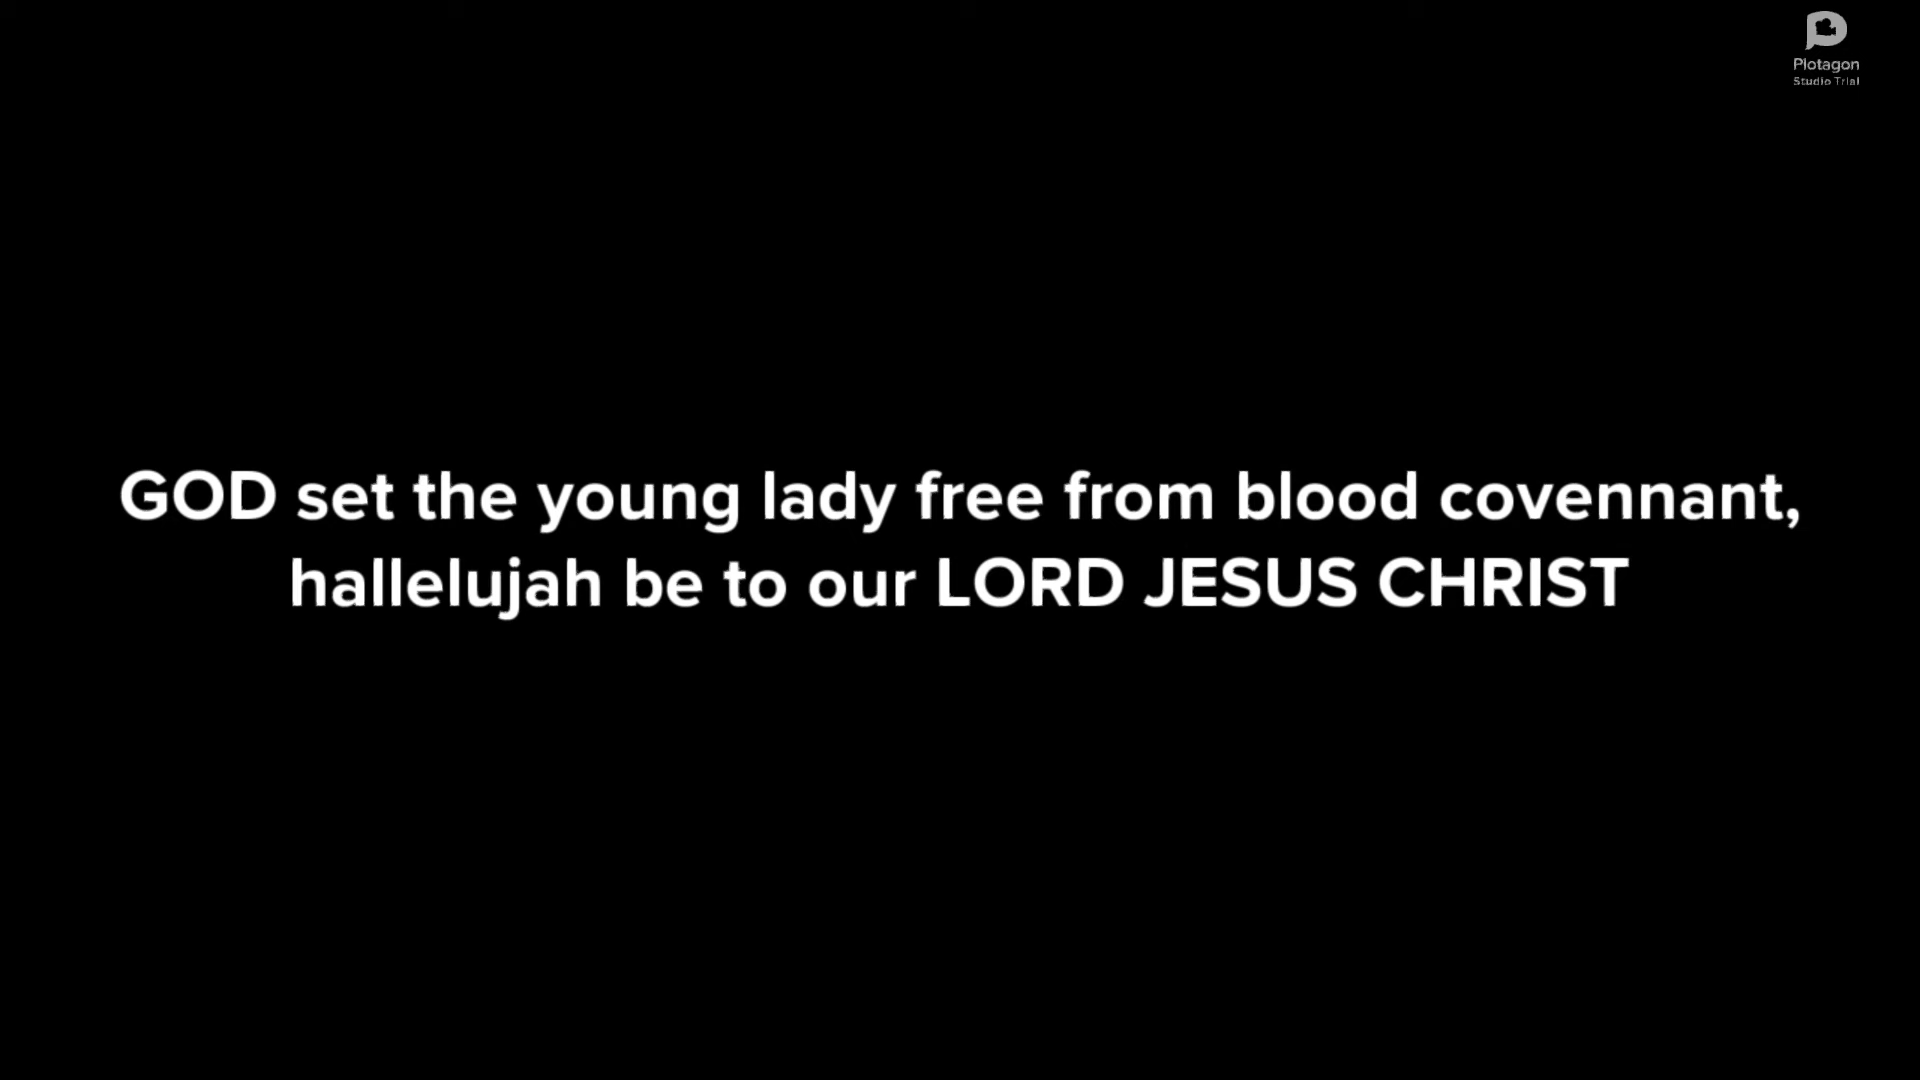 Plotagon
Studio Trial
GOD set the young lady free from blood covennant,
hallelujah be to our LORD JESUS CHRIST